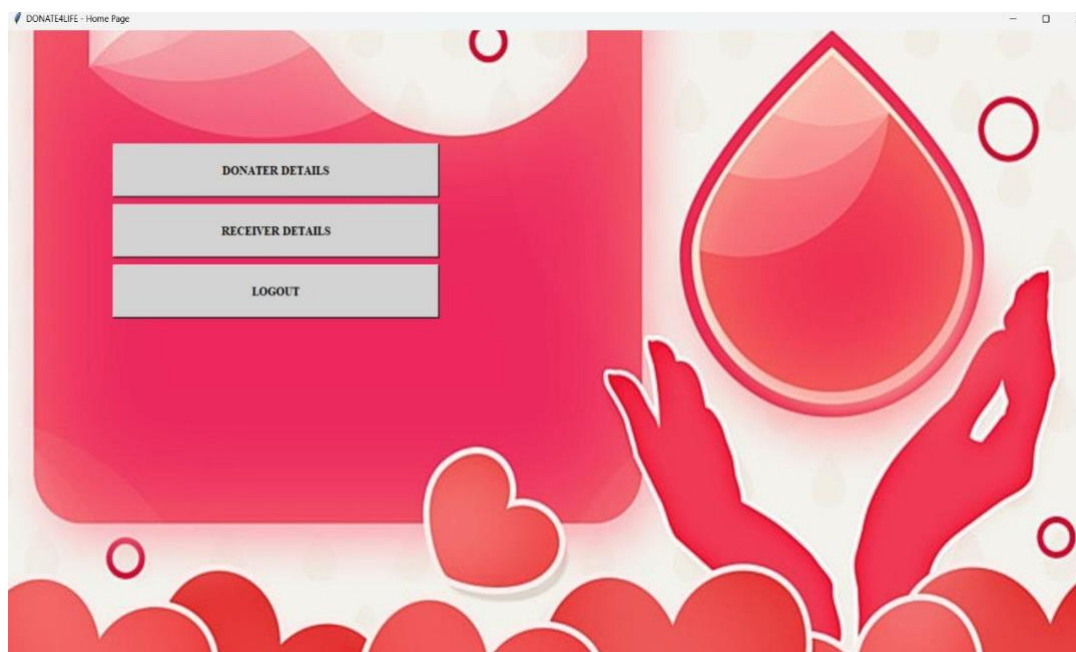 DONATE4LIFE - Home Page
DONATER DETAILS
RECEIVER DETAILS
LOGOUT